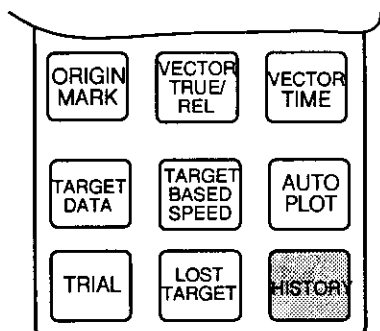 ORIGIN
MARK
VECTOR
TRUE/
REL
VECTOR
TIME
TARGET
DATA
TARGET
BASED
SPEED
AUTO
PLOT
TRIAL
LOST
TARGET
HISTORY